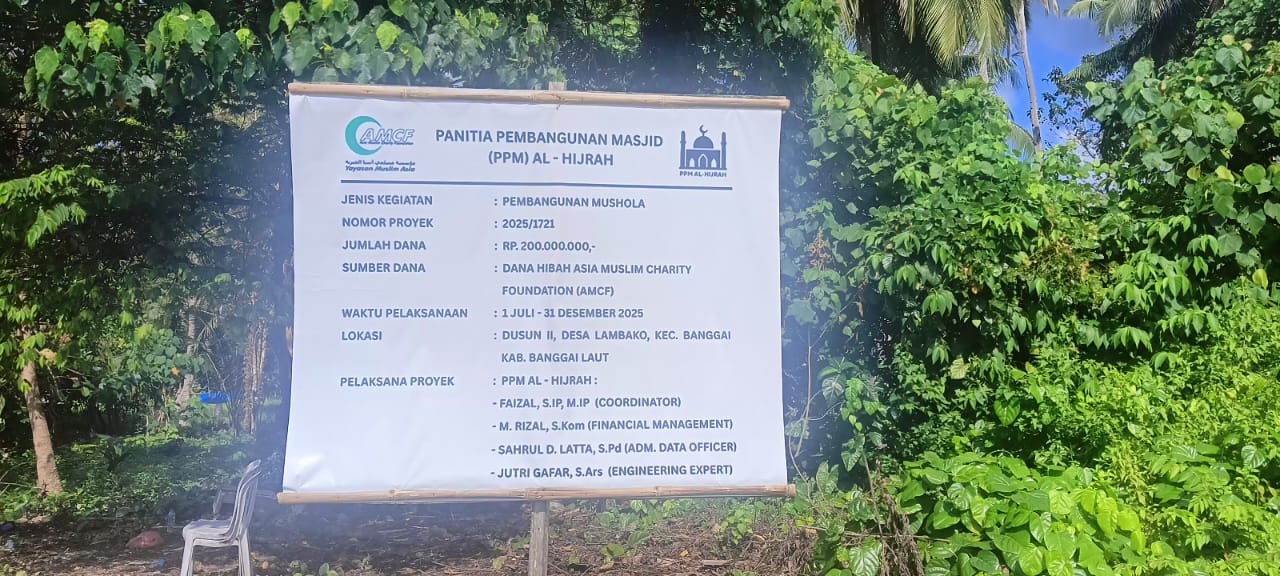 AMCF
مؤسسة مسلمي آسيا الخيرية
Yayasan Muslim Asia
PANITIA PEMBANGUNAN MASJID
(PPM) AL - HIJRAH
PPM AL-HIJRAH
JENIS KEGIATAN : PEMBANGUNAN MUSHOLA
NOMOR PROYEK : 2025/1721
JUMLAH DANA : RP. 200.000.000,-
SUMBER DANA : DANA HIBAH ASIA MUSLIM CHARITY
FOUNDATION (AMCF)
WAKTU PELAKSANAAN : 1 JULI - 31 DESEMBER 2025
LOKASI : DUSUN II, DESA LAMBAKO, KEC. BANGGAI
KAB. BANGGAI LAUT
PELAKSANA PROYEK : PPM AL - HIJRAH :
- FAIZAL, S.IP, M.IP (COORDINATOR)
- M. RIZAL, S.Kom (FINANCIAL MANAGEMENT)
- SAHRUL D. LATTA, S.Pd (ADM. DATA OFFICER)
- JUTRI GAFAR, S.Ars (ENGINEERING EXPERT)